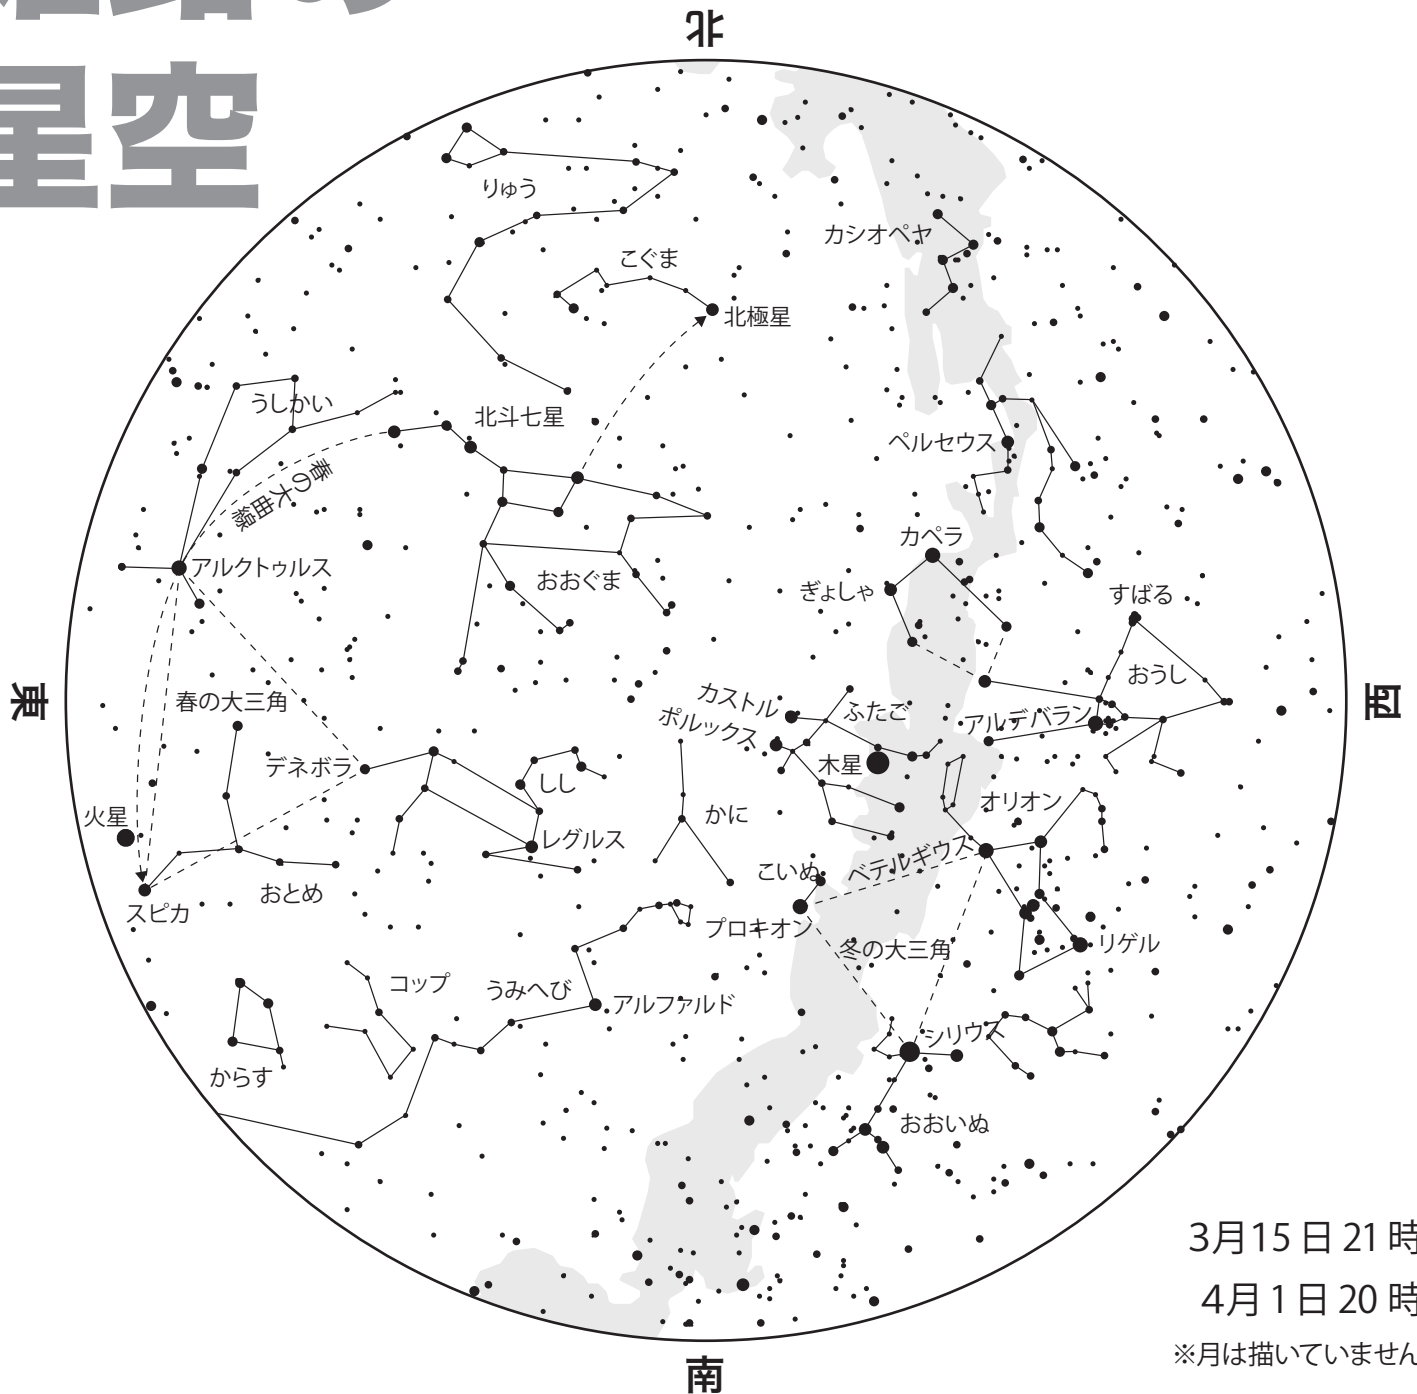 姫路の
星空
北
りゅう
カシオペヤ
こぐま
北極星
うしかい
北斗七星
ペルセウス
春の大曲線
カペラ
アルクトゥルス
おおぐま
ぎょしゃ
すばる
おうし
東
西
春の大三角
カストル
ポルックス
ふたご
アルデバラン
デネボラ
しし
木星
オリオン
火星
かに
レグルス
こいぬ
ベテルギウス
おとめ
スピカ
プロキオン
冬の大三角
リゲル
コップ
うみへび
アルファルド
シリウス
からす
おおいぬ
3月15日 21時
4月1日 20時
※月は描いていません
南